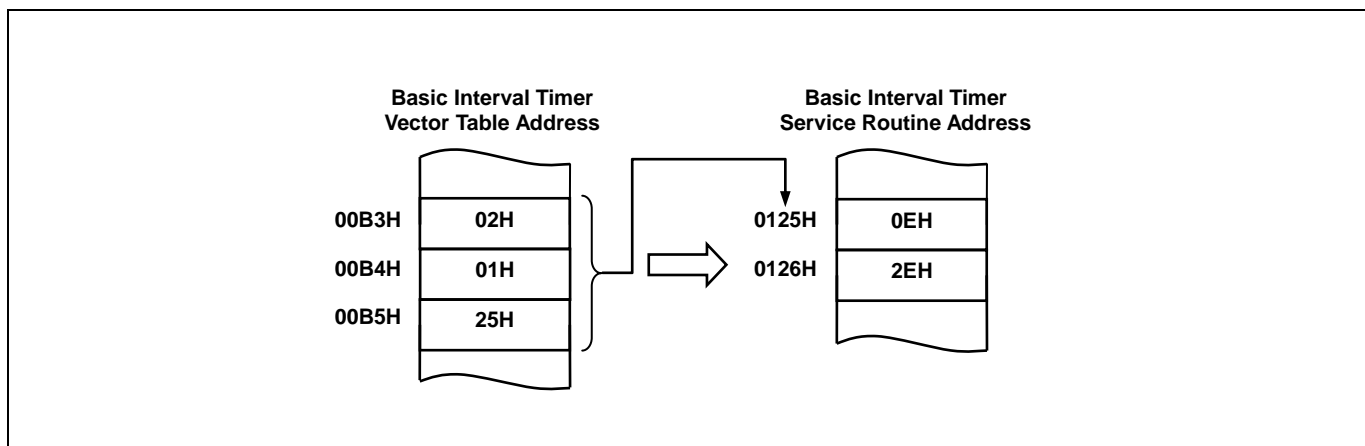 Basic Interval Timer
Vector Table Address
Basic Interval Timer
Service Routine Address
00B3H 02H
00B4H 01H
00B5H 25H
0125H 0EH
0126H 2EH